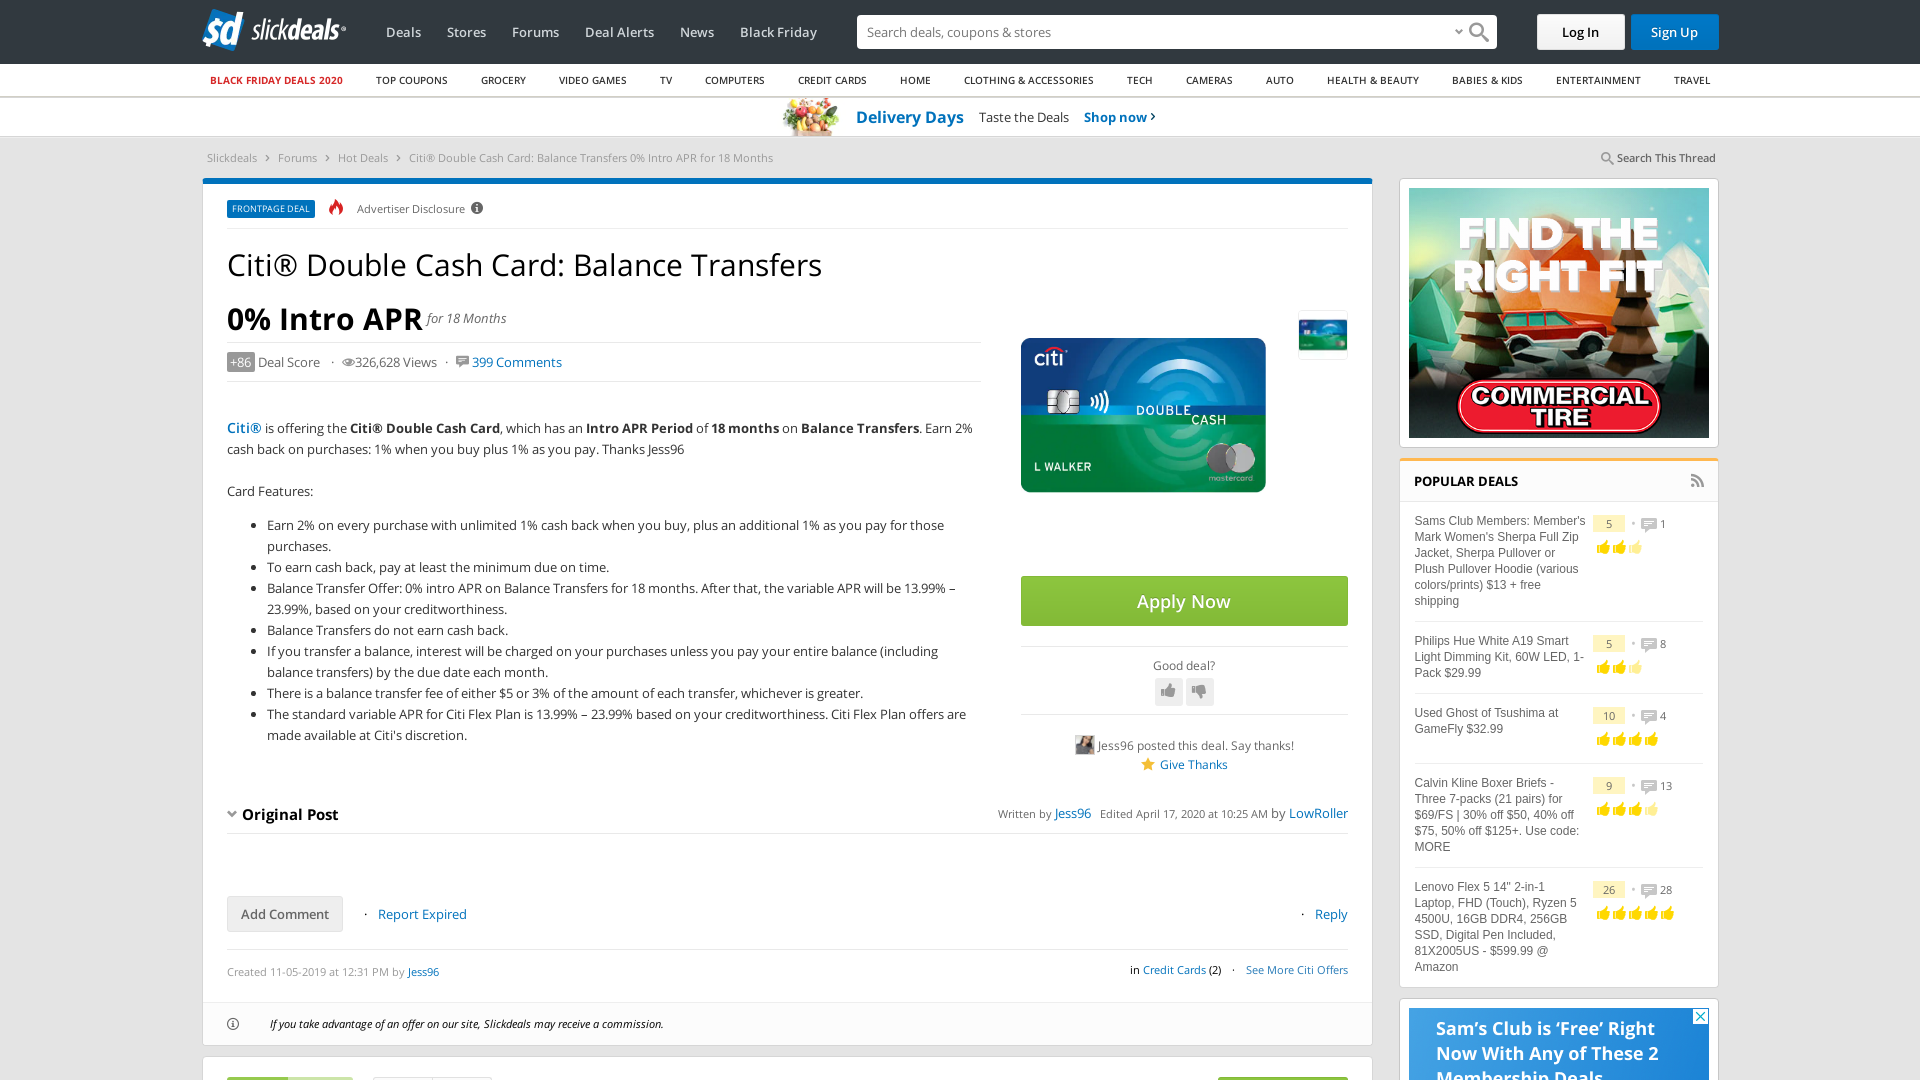 slickdeals
Deals
Stores
Forums
Deal Alerts
News
Black Friday
Search deals, coupons & stores
Log In
Sign Up
BLACK FRIDAY DEALS 2020
TOP COUPONS
GROCERY
VIDEO GAMES
TV
COMPUTERS
CREDIT CARDS
HOME
CLOTHING & ACCESSORIES
TECH
CAMERAS
AUTO
HEALTH & BEAUTY
BABIES & KIDS
ENTERTAINMENT
TRAVEL
Delivery Days Taste the Deals Shop now ›
Slickdeals › Forums › Hot Deals › Citi® Double Cash Card: Balance Transfers 0% Intro APR for 18 Months
Search This Thread
FRONTPAGE DEAL
Advertiser Disclosure
Citi® Double Cash Card: Balance Transfers
0% Intro APR for 18 Months
+86 Deal Score · 326,628 Views · 399 Comments
Citi® is offering the Citi® Double Cash Card, which has an Intro APR Period of 18 months on Balance Transfers. Earn 2%
cash back on purchases: 1% when you buy plus 1% as you pay. Thanks Jess96
Card Features:
• Earn 2% on every purchase with unlimited 1% cash back when you buy, plus an additional 1% as you pay for those
purchases.
• To earn cash back, pay at least the minimum due on time.
• Balance Transfer Offer: 0% intro APR on Balance Transfers for 18 months. After that, the variable APR will be 13.99% –
23.99%, based on your creditworthiness.
• Balance Transfers do not earn cash back.
• If you transfer a balance, interest will be charged on your purchases unless you pay your entire balance (including
balance transfers) by the due date each month.
• There is a balance transfer fee of either $5 or 3% of the amount of each transfer, whichever is greater.
• The standard variable APR for Citi Flex Plan is 13.99% – 23.99% based on your creditworthiness. Citi Flex Plan offers are
made available at Citi's discretion.
citi
DOUBLE
CASH
L WALKER
mastercard
Apply Now
Good deal?
Jess96 posted this deal. Say thanks!
Give Thanks
Original Post
Written by Jess96 Edited April 17, 2020 at 10:25 AM by LowRoller
Add Comment
· Report Expired
· Reply
Created 11-05-2019 at 12:31 PM by Jess96
in Credit Cards (2) · See More Citi Offers
If you take advantage of an offer on our site, Slickdeals may receive a commission.
FIND THE
RIGHT FIT
COMMERCIAL
TIRE
POPULAR DEALS
Sams Club Members: Member's
Mark Women's Sherpa Full Zip
Jacket, Sherpa Pullover or
Plush Pullover Hoodie (various
colors/prints) $13 + free
shipping
5 • 1
Philips Hue White A19 Smart
Light Dimming Kit, 60W LED, 1-
Pack $29.99
5 • 8
Used Ghost of Tsushima at
GameFly $32.99
10 • 4
Calvin Kline Boxer Briefs -
Three 7-packs (21 pairs) for
$69/FS | 30% off $50, 40% off
$75, 50% off $125+. Use code:
MORE
9 • 13
Lenovo Flex 5 14" 2-in-1
Laptop, FHD (Touch), Ryzen 5
4500U, 16GB DDR4, 256GB
SSD, Digital Pen Included,
81X2005US - $599.99 @
Amazon
26 • 28
Sam's Club is ‘Free’ Right
Now With Any of These 2
Membership Deals